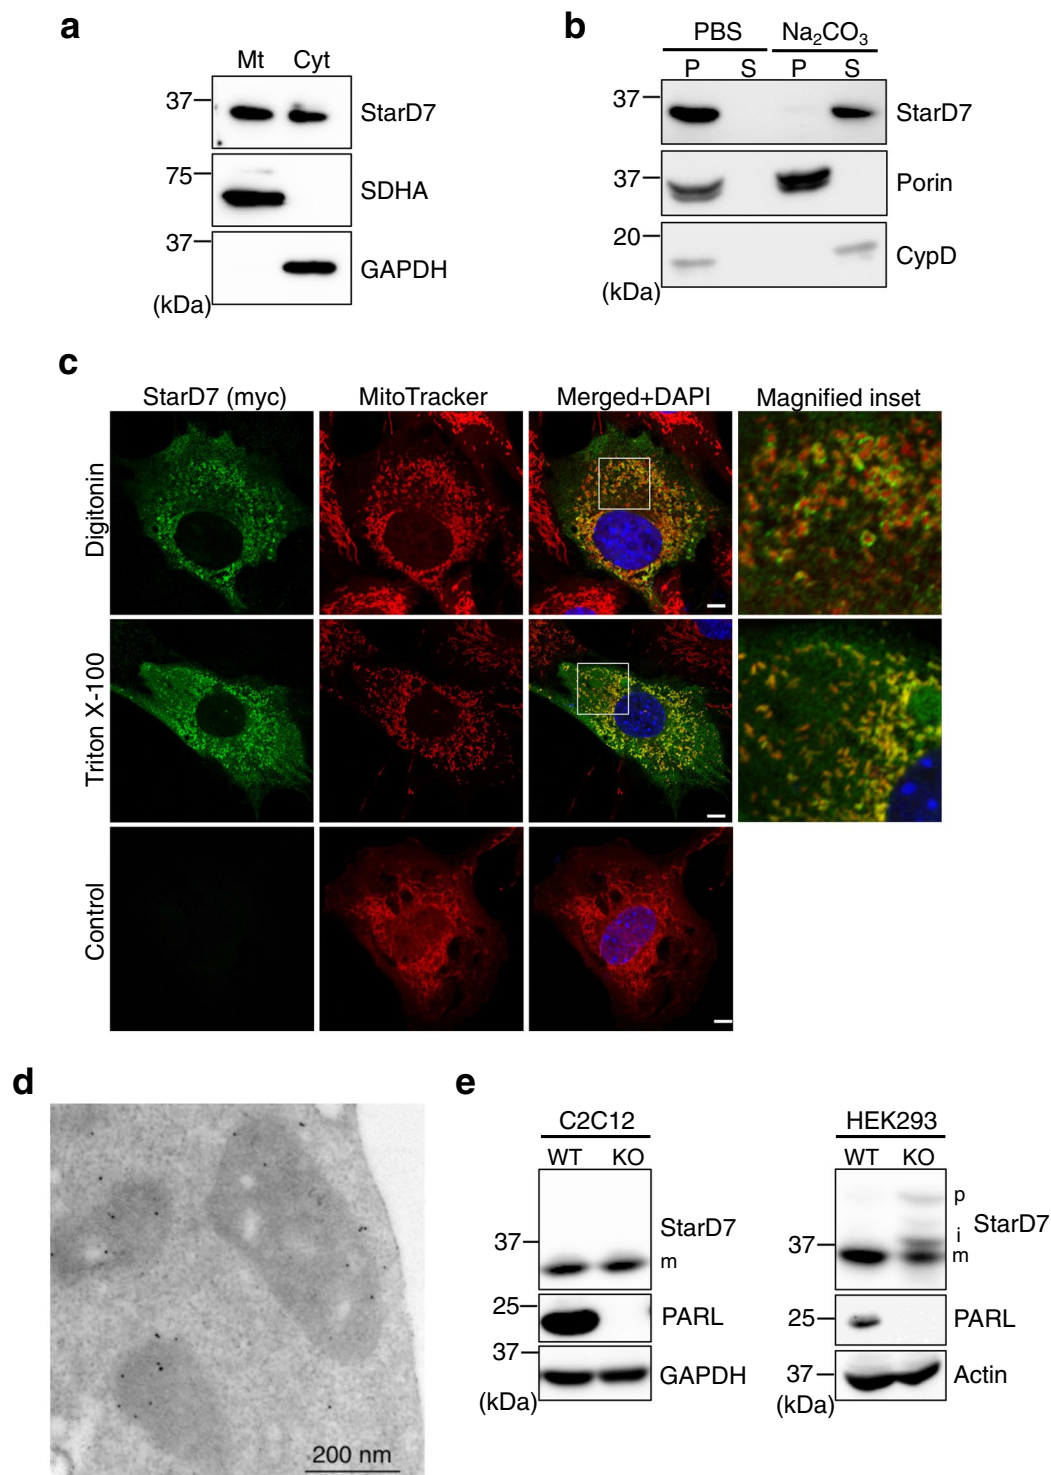 a
Mt Cyt
37 StarD7
75 SDHA
37 GAPDH
(kDa)
b
PBS Na₂CO₃
P S P S
37 StarD7
37 Porin
20 CypD
(kDa)
c
StarD7 (myc) MitoTracker Merged+DAPI Magnified inset
Digitonin
Triton X-100
Control
d
200 nm
e
C2C12
WT KO
StarD7
37 m
25 PARL
37 GAPDH
(kDa)
HEK293
WT KO
p
StarD7
i
37 m
25 PARL
37 Actin
(kDa)